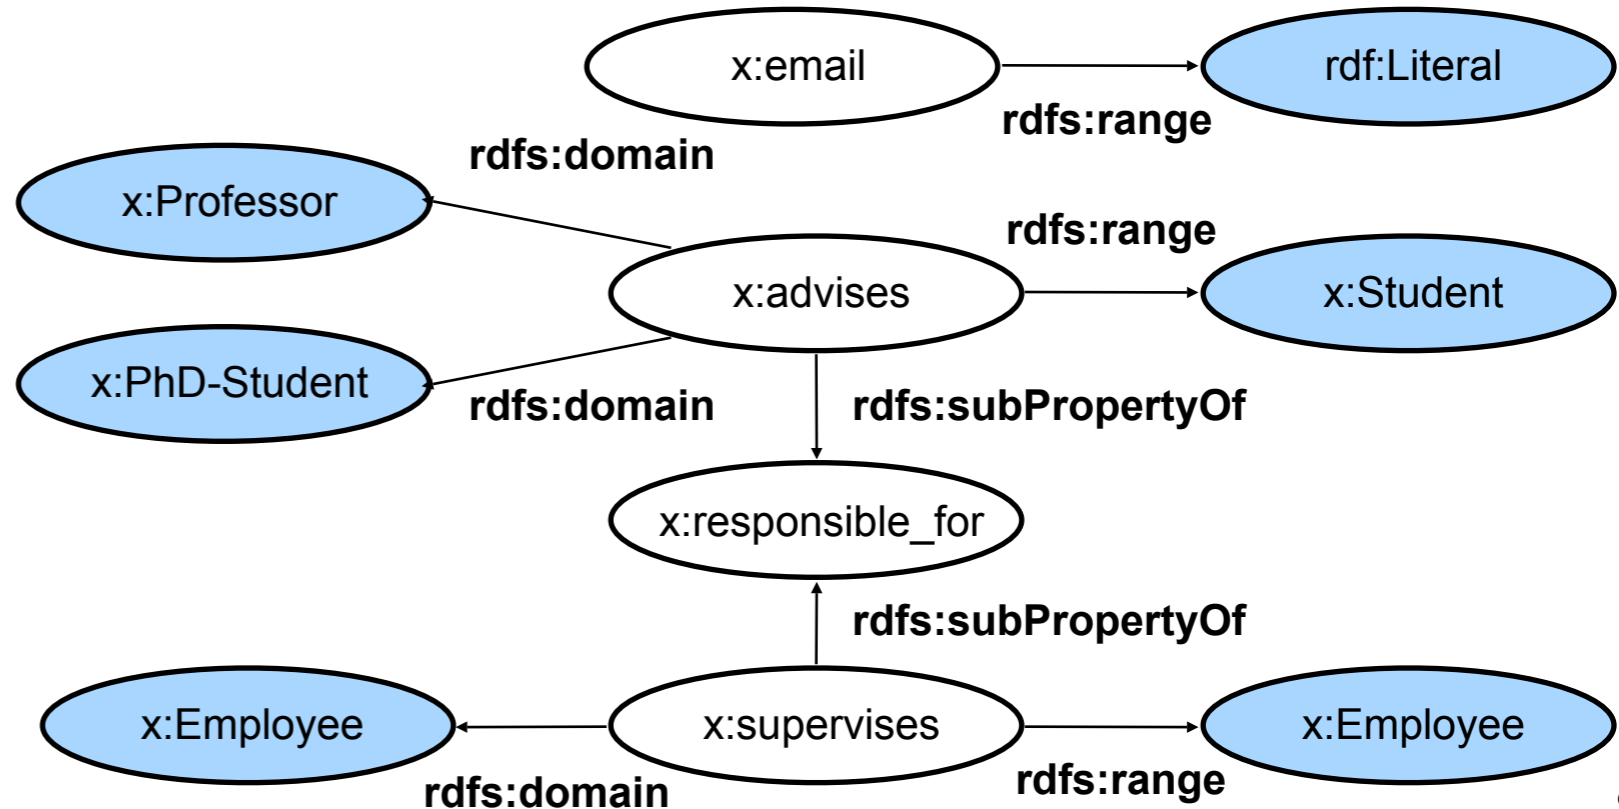 x:email
rdf:Literal
rdfs:range
rdfs:domain
x:Professor
rdfs:range
x:advises
x:Student
x:PhD-Student
rdfs:domain
rdfs:subPropertyOf
x:responsible_for
rdfs:subPropertyOf
x:Employee
x:supervises
x:Employee
rdfs:domain
rdfs:range